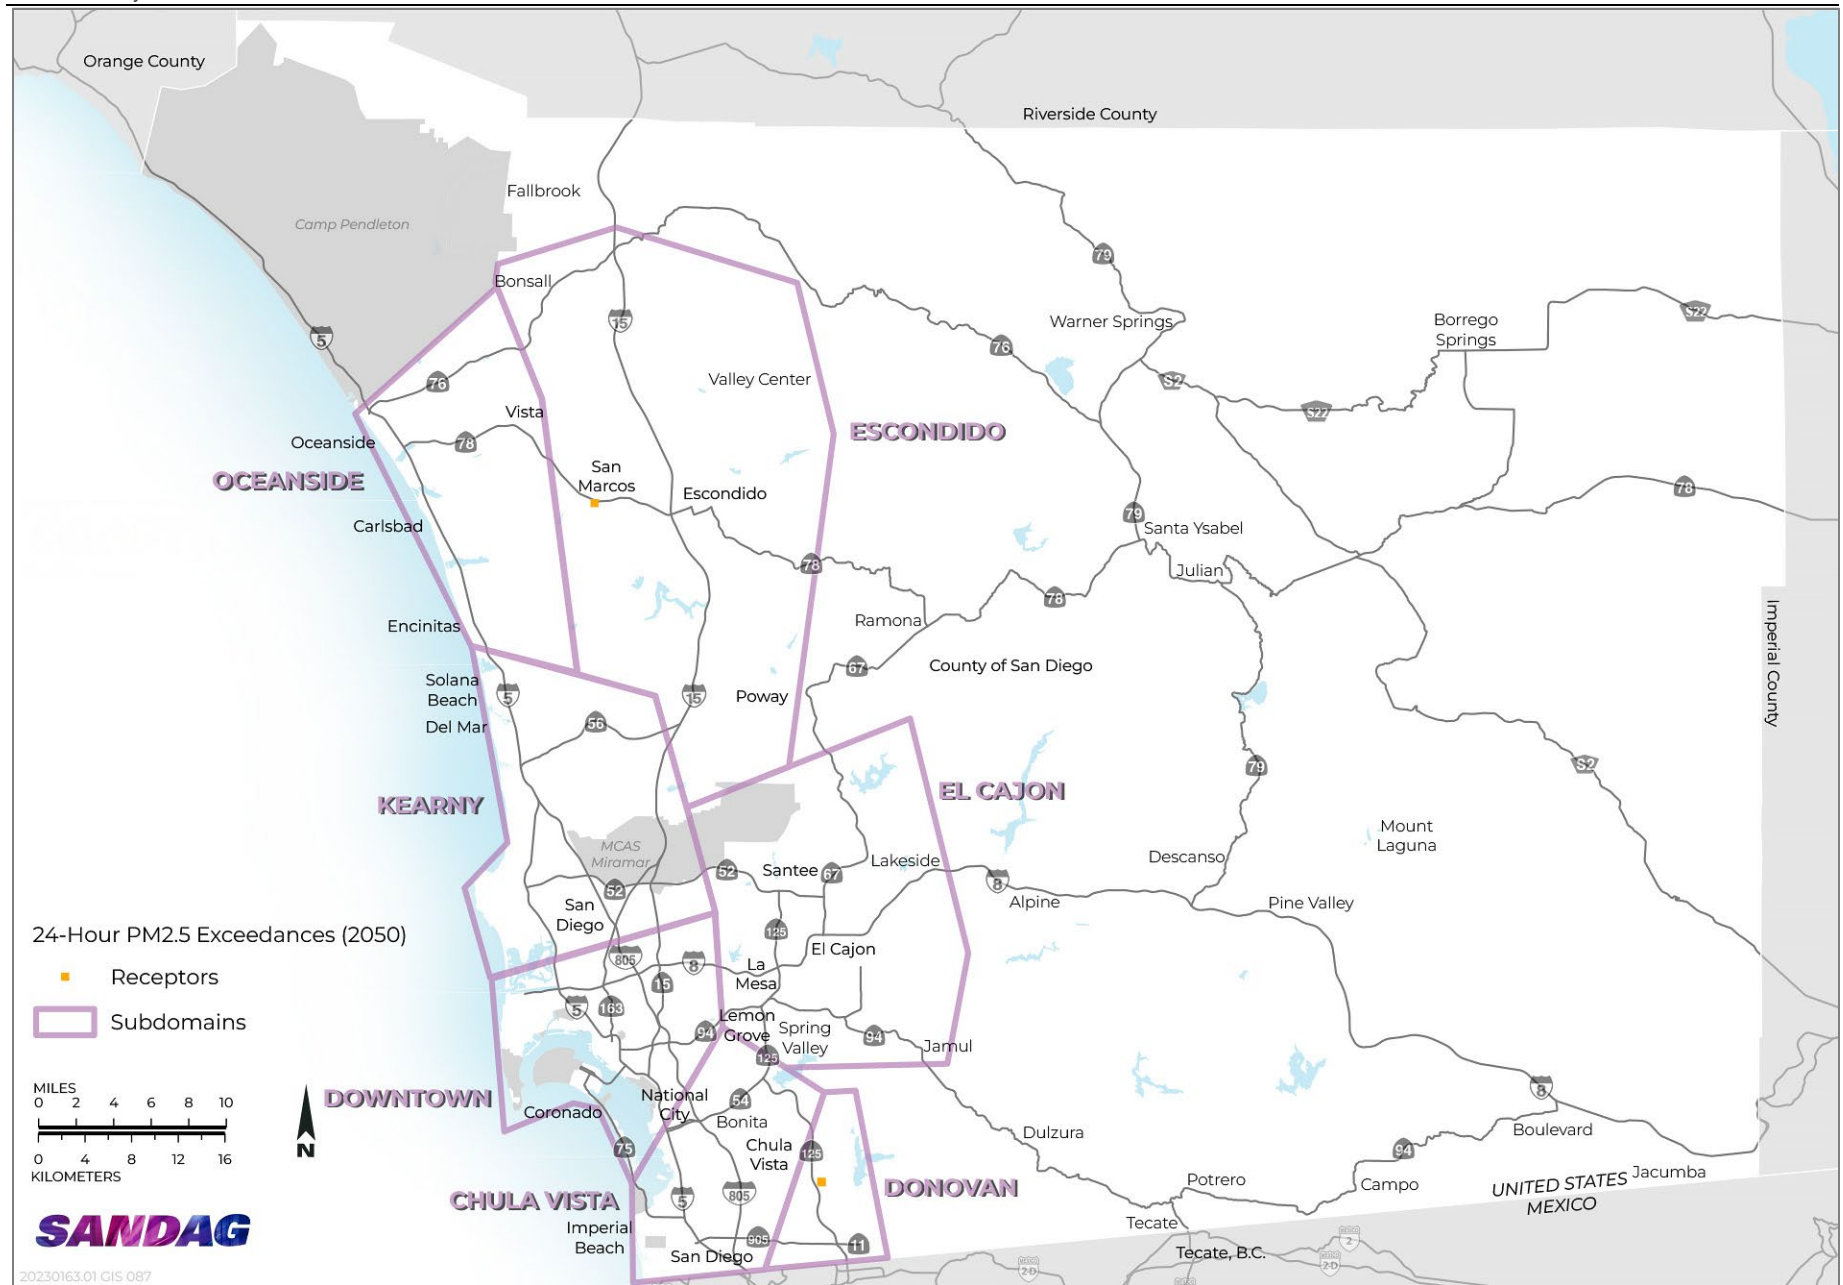 Orange County
Riverside County
Fallbrook
Camp Pendleton
79
Bonsall
5
15
Warner Springs
Borrego
Springs
S22
76
76
Valley Center
S2
S22
Vista
Oceanside
78
ESCONDIDO
OCEANSIDE
San
Marcos
Escondido
78
Carlsbad
79
Santa Ysabel
78
Julian
78
Encinitas
Ramona
Imperial County
67
County of San Diego
Solana
Beach
5
15
Poway
Del Mar
56
79
S2
KEARNY
EL CAJON
MCAS
Miramar
Mount
Laguna
Lakeside
Descanso
52
52
Santee
67
8
Alpine
Pine Valley
San
Diego
24-Hour PM2.5 Exceedances (2050)
125
El Cajon
805
8
Receptors
La
Mesa
15
5
163
Subdomains
Lemon
Grove
94
Spring
Valley
94
Jamul
125
MILES
0 2 4 6 8 10
0 4 8 12 16
KILOMETERS
N
DOWNTOWN
National
City
54
Coronado
Bonita
8
Boulevard
Dulzura
75
Chula
Vista
125
94
Jacumba
Potrero
Campo
UNITED STATES
MEXICO
DONOVAN
CHULA VISTA
5
805
Imperial
Beach
Tecate
905
11
San Diego
Tecate, B.C.
2
2D
2D
SANDAG
20230163.01 GIS 087